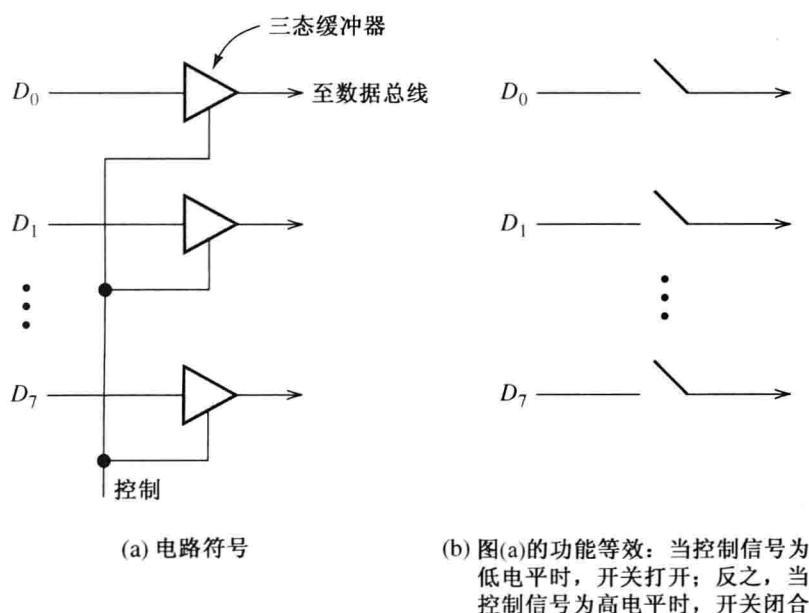 三态缓冲器
D0
至数据总线
D1
D7
控制
(a) 电路符号
D0
D1
D7
(b) 图(a)的功能等效：当控制信号为
低电平时，开关打开；反之，当
控制信号为高电平时，开关闭合